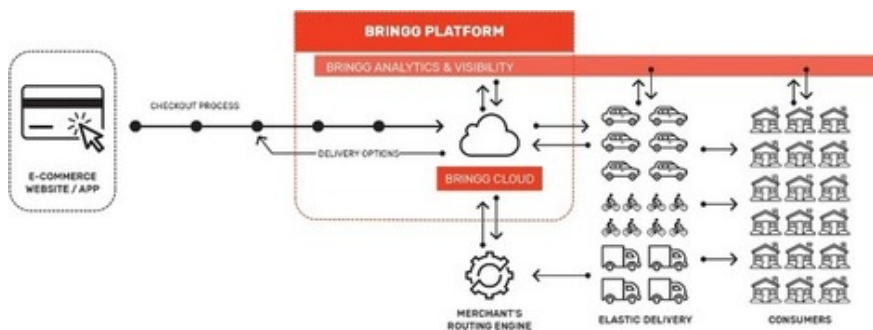 BRINGG PLATFORM
BRINGG ANALYTICS & VISIBILITY
CHECKOUT PROCESS
DELIVERY OPTIONS
E-COMMERCE
WEBSITE / APP
BRINGG CLOUD
MERCHANT'S
ROUTING ENGINE
ELASTIC DELIVERY
CONSUMERS